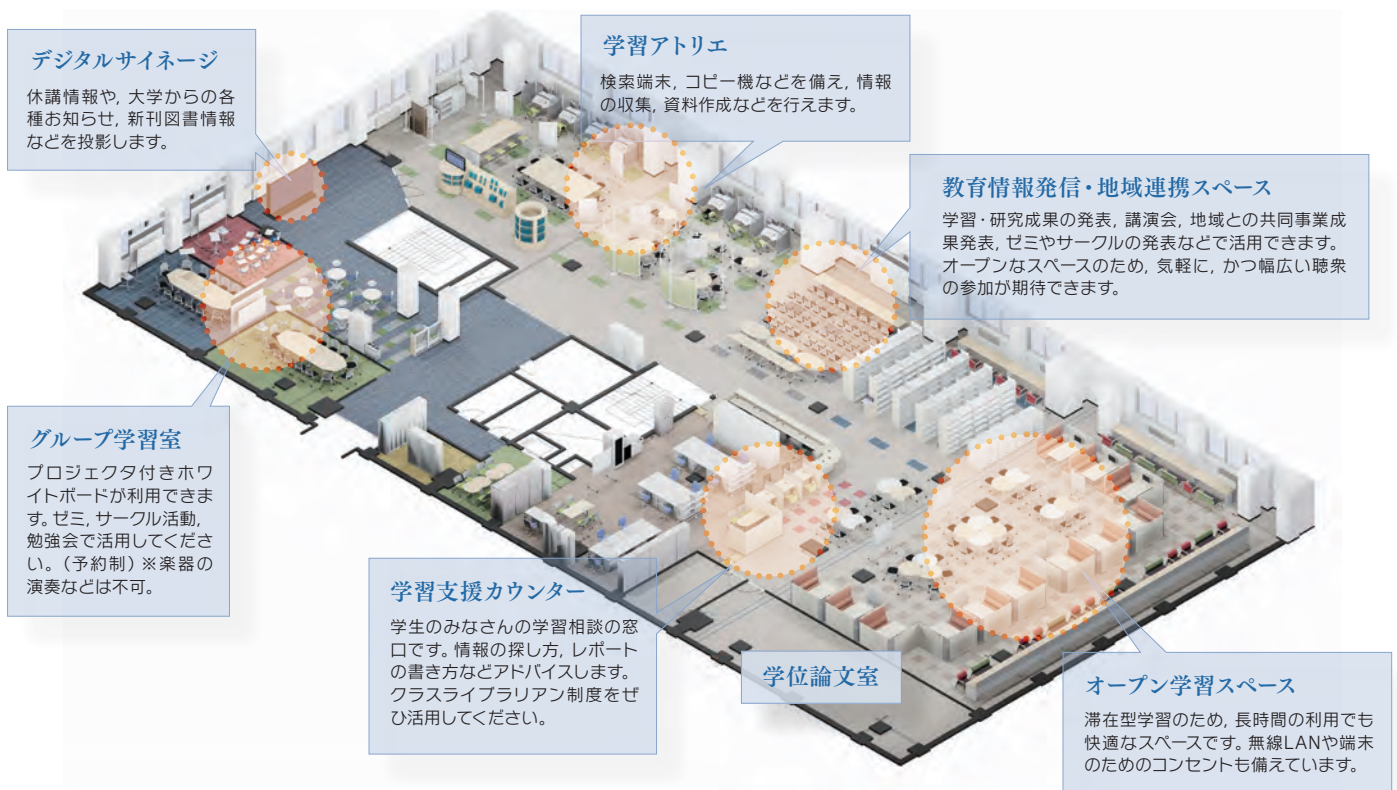 デジタルサイネージ
休講情報や, 大学からの各
種お知らせ, 新刊図書情報
などを投影します。
学習アトリエ
検索端末, コピー機などを備え, 情報
の収集, 資料作成などを行えます。
教育情報発信・地域連携スペース
学習・研究成果の発表, 講演会, 地域との共同事業成
果発表, ゼミやサークルの発表などで活用できます。
オープンなスペースのため, 気軽に, かつ幅広い聴衆
の参加が期待できます。
グループ学習室
プロジェクタ付きホワ
イトボードが利用できま
す。ゼミ, サークル活動,
勉強会で活用してくださ
い。（予約制）※楽器の
演奏などは不可。
学習支援カウンター
学生のみなさんの学習相談の窓
口です。情報の探し方, レポート
の書き方などアドバイスします。
クラスライブラリアン制度をぜ
ひ活用してください。
学位論文室
オープン学習スペース
滞在型学習のため, 長時間の利用でも
快適なスペースです。無線LANや端末
のためのコンセントも備えています。